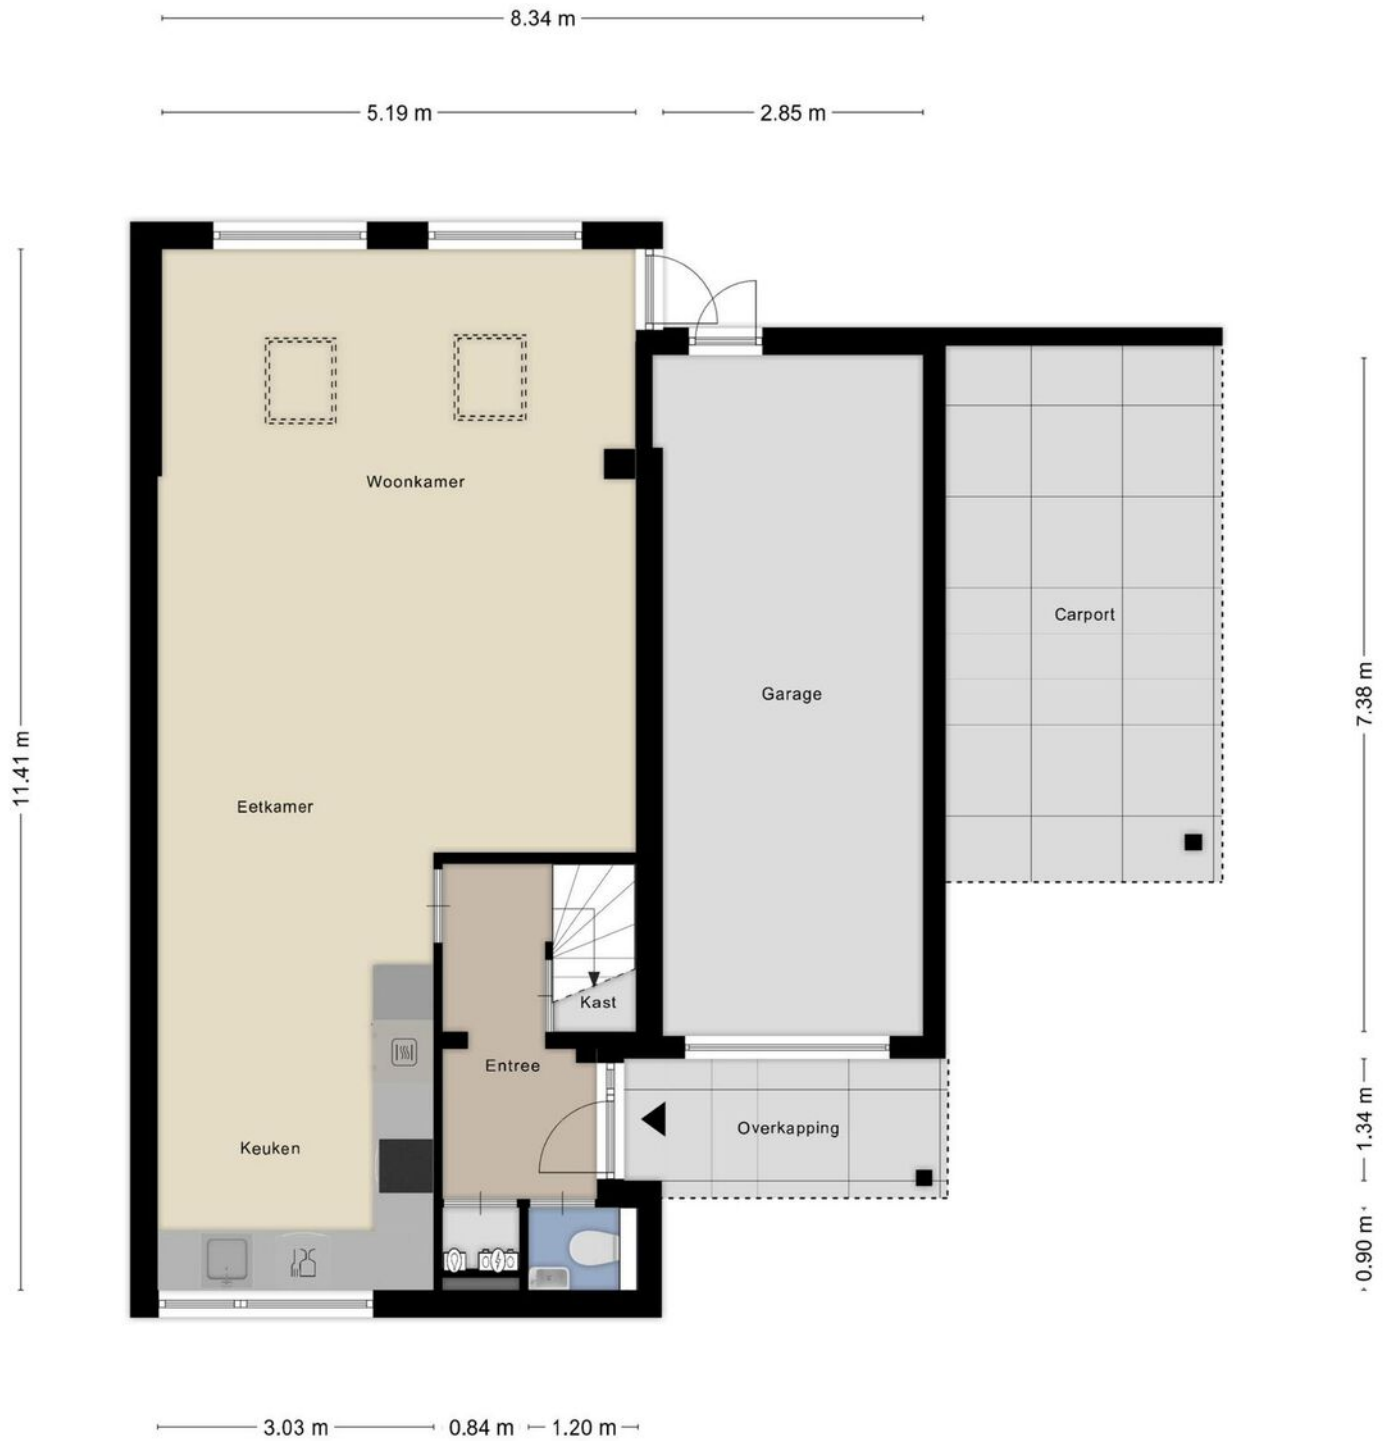 8.34 m
5.19 m
2.85 m
Woonkamer
Carport
Garage
7.38 m
11.41 m
Eetkamer
Kast
Entree
Overkapping
1.34 m
Keuken
0.90 m
3.03 m
0.84 m
1.20 m